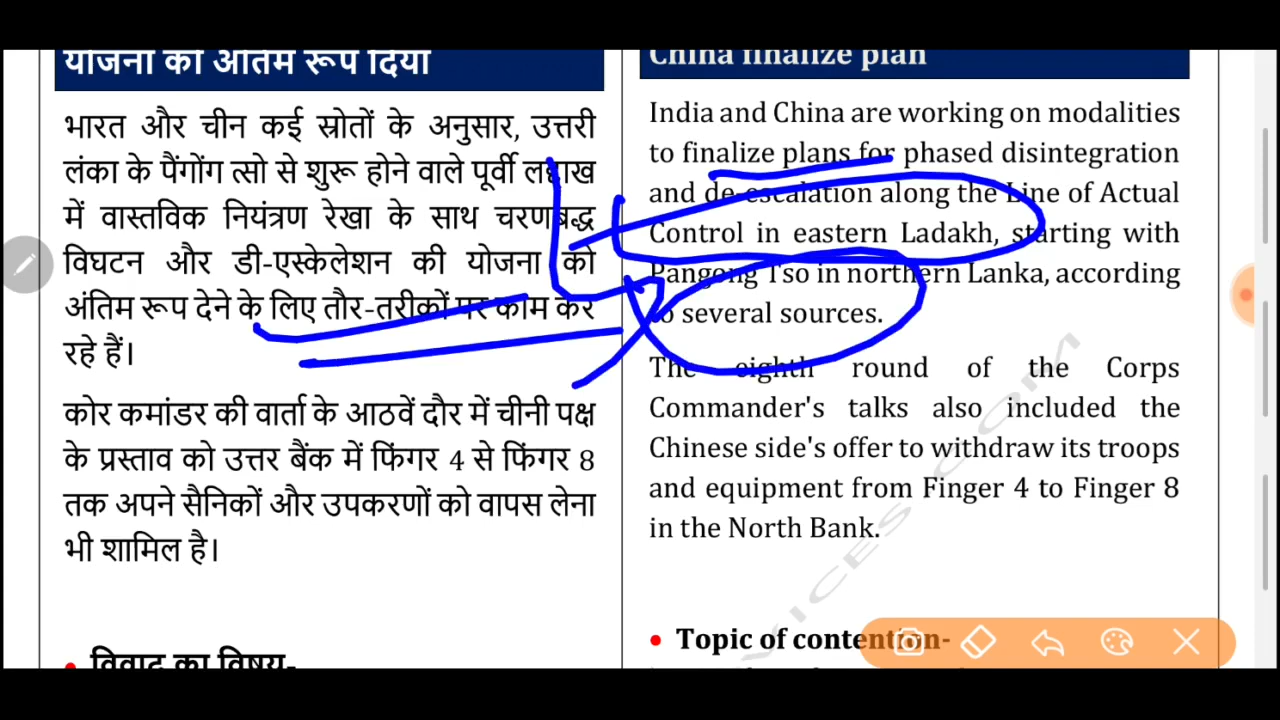 योजना को अंतिम रूप दिया
भारत और चीन कई स्रोतों के अनुसार, उत्तरी
लंका के पैंगोंग त्सो से शुरू होने वाले पूर्वी लद्दाख
में वास्तविक नियंत्रण रेखा के साथ चरणबद्ध
विघटन और डी-एस्केलेशन की योजना को
अंतिम रूप देने के लिए तौर-तरीकों पर काम कर
रहे हैं।
कोर कमांडर की वार्ता के आठवें दौर में चीनी पक्ष
के प्रस्ताव को उत्तर बैंक में फिंगर 4 से फिंगर 8
तक अपने सैनिकों और उपकरणों को वापस लेना
भी शामिल है।
• विवाद का विषय-
China finalize plan
India and China are working on modalities
to finalize plans for phased disintegration
and de-escalation along the Line of Actual
Control in eastern Ladakh, starting with
Pangong Tso in northern Lanka, according
to several sources.
The eighth round of the Corps
Commander's talks also included the
Chinese side's offer to withdraw its troops
and equipment from Finger 4 to Finger 8
in the North Bank.
• Topic of contention-